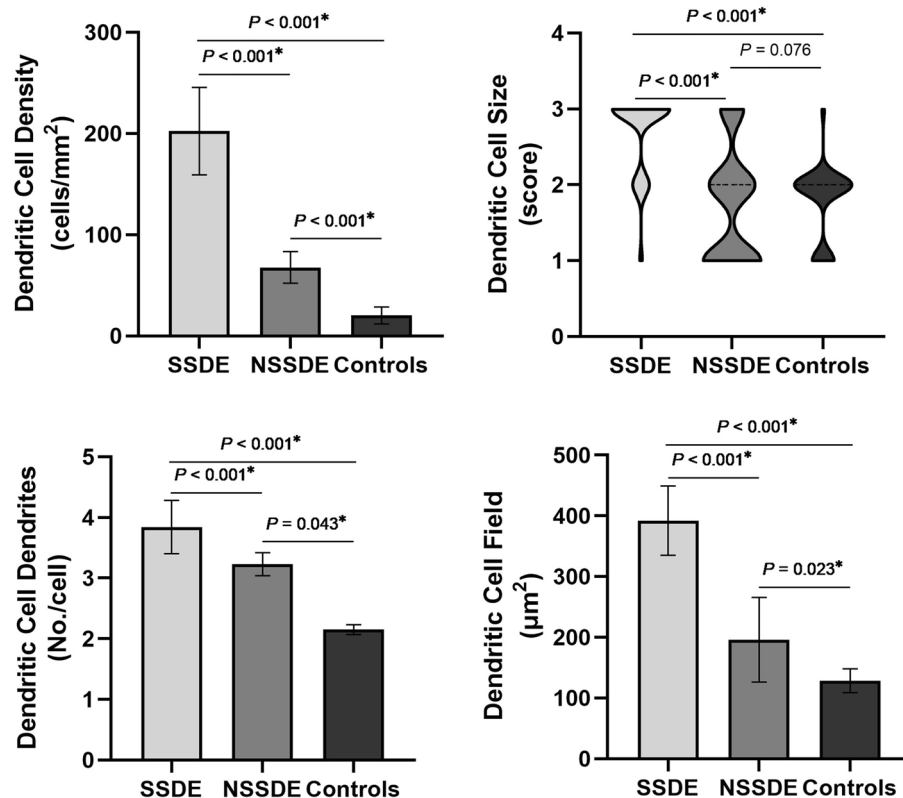 Dendritic Cell Density
(cells/mm²)
300
200
100
0
P < 0.001*
P < 0.001*
P < 0.001*
SSDE
NSSDE
Controls
Dendritic Cell Size
(score)
4
3
2
1
0
P < 0.001*
P = 0.076
P < 0.001*
SSDE
NSSDE
Controls
Dendritic Cell Dendrites
(No./cell)
5
4
3
2
1
0
P < 0.001*
P < 0.001*
P = 0.043*
SSDE
NSSDE
Controls
Dendritic Cell Field
(µm²)
500
400
300
200
100
0
P < 0.001*
P < 0.001*
P = 0.023*
SSDE
NSSDE
Controls